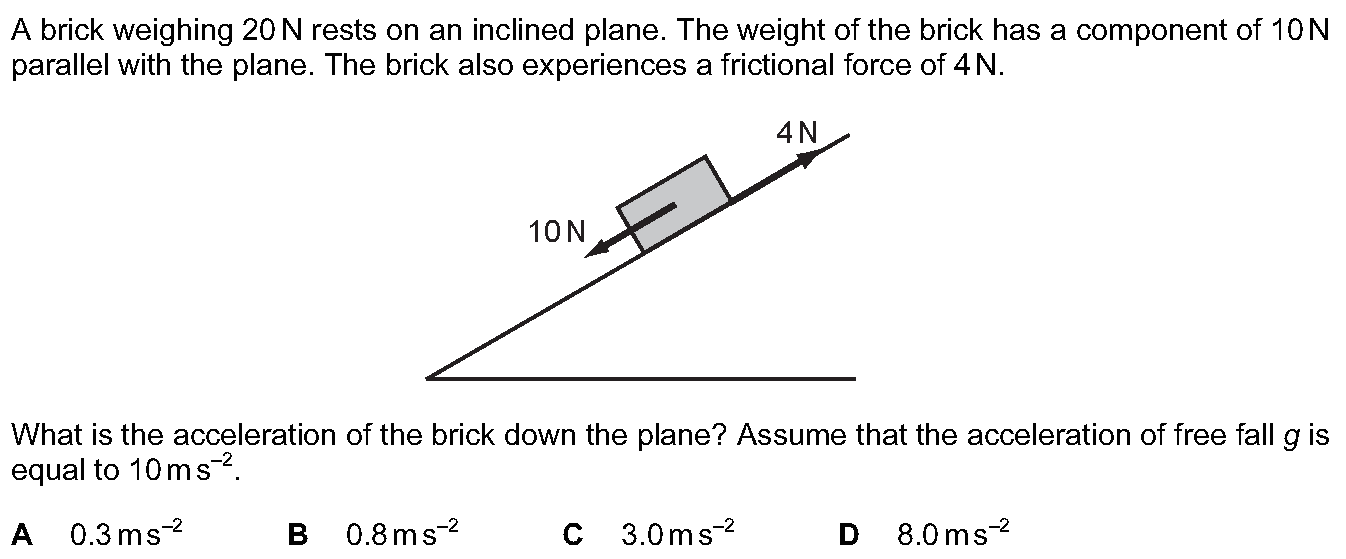 A brick weighing 20 N rests on an inclined plane. The weight of the brick has a component of 10 N
parallel with the plane. The brick also experiences a frictional force of 4 N.
4 N
10 N
What is the acceleration of the brick down the plane? Assume that the acceleration of free fall g is
equal to 10 m s⁻².
A 0.3 m s⁻² B 0.8 m s⁻² C 3.0 m s⁻² D 8.0 m s⁻²